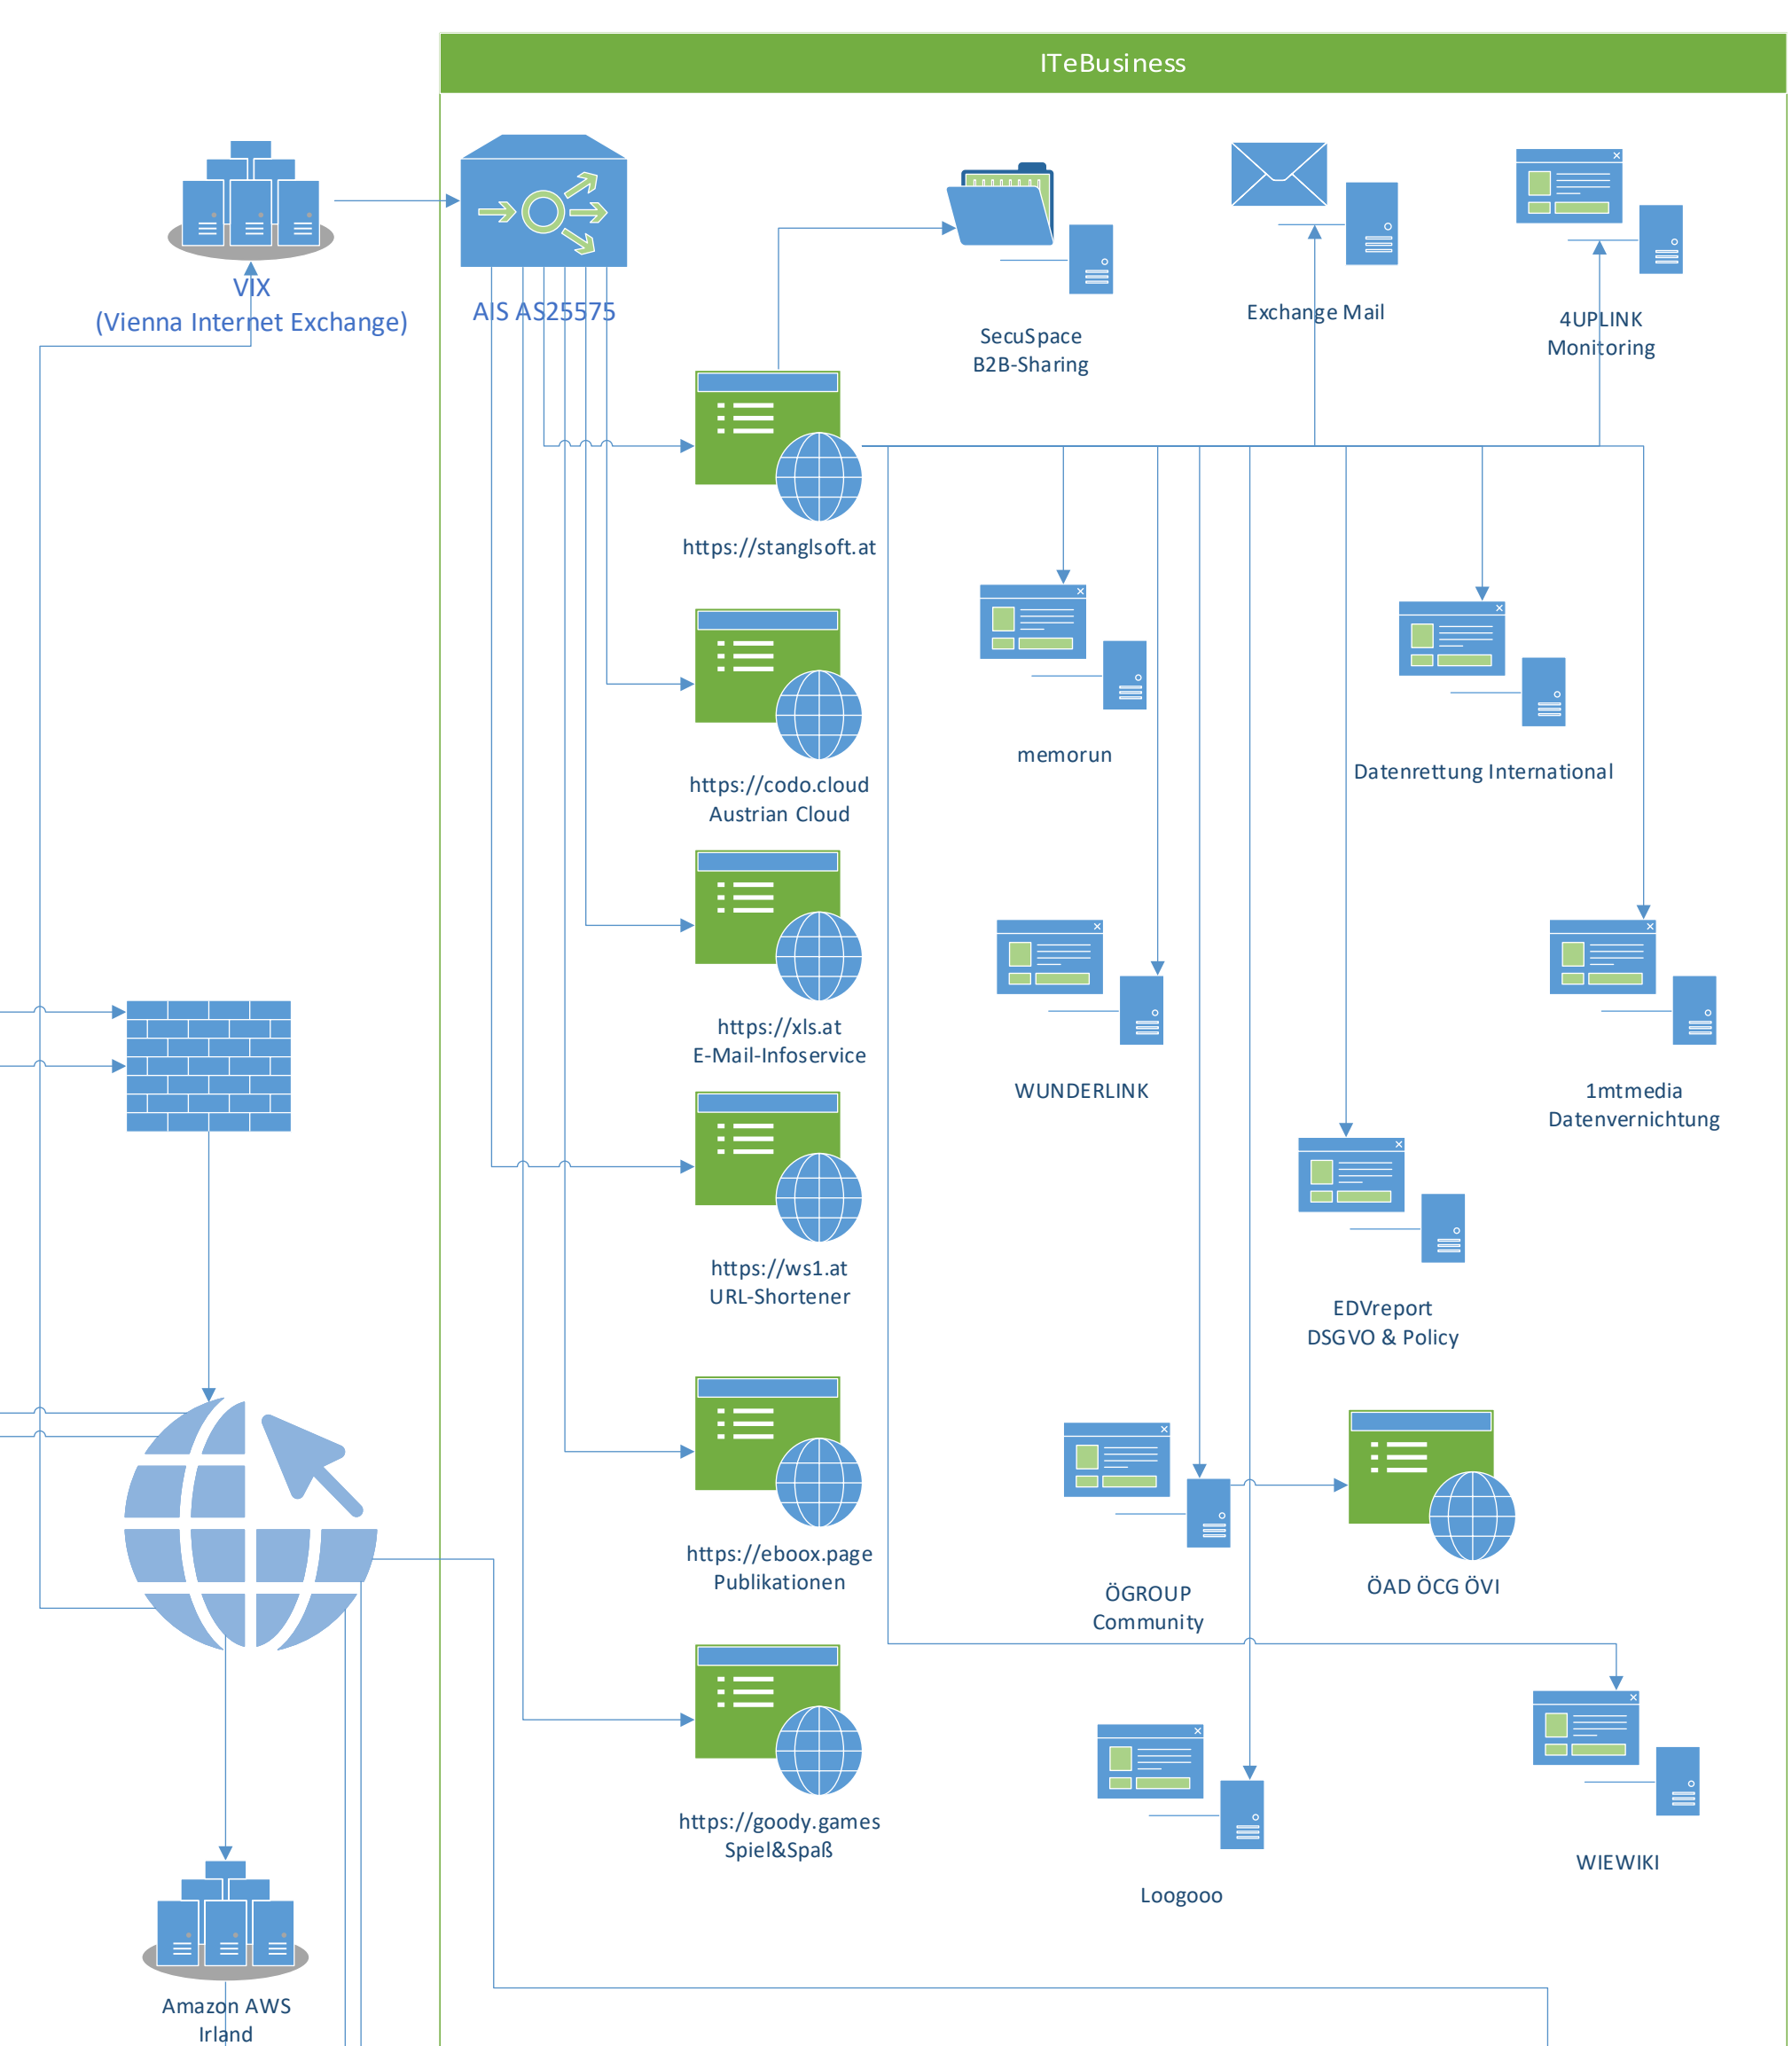 ITeBusiness
VIX
(Vienna Internet Exchange)
AIS AS25575
SecuSpace
B2B-Sharing
Exchange Mail
4UPLINK
Monitoring
https://stanglsoft.at
memorun
Datenrettung International
https://codo.cloud
Austrian Cloud
https://xls.at
E-Mail-Infoservice
WUNDERLINK
1mtmedia
Datenvernichtung
https://ws1.at
URL-Shortener
EDVreport
DSGVO & Policy
https://eboox.page
Publikationen
ÖGROUP
Community
ÖAD ÖCG ÖVI
https://goody.games
Spiel&Spaß
Loogooo
WIEWIKI
Amazon AWS
Irland